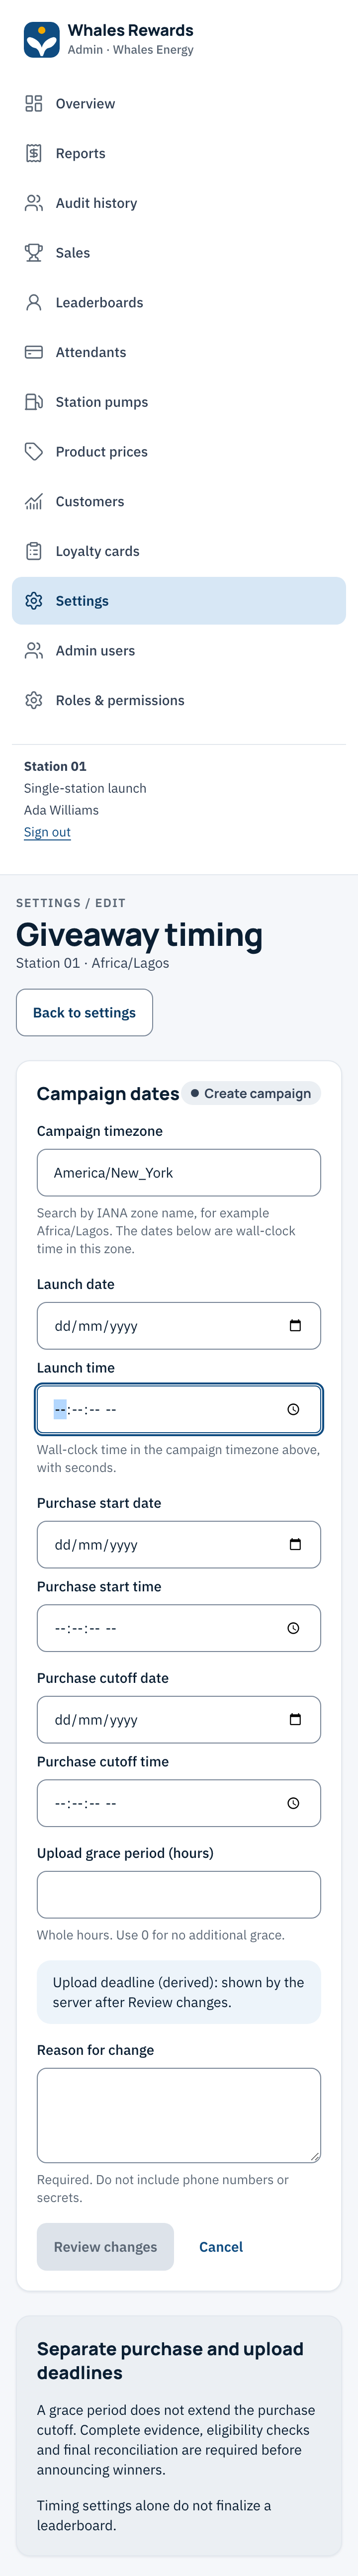 Whales Rewards
Admin · Whales Energy
Overview
Reports
Audit history
Sales
Leaderboards
Attendants
Station pumps
Product prices
Customers
Loyalty cards
Settings
Admin users
Roles & permissions
Station 01
Single-station launch
Ada Williams
Sign out
SETTINGS / EDIT
Giveaway timing
Station 01 · Africa/Lagos
Back to settings
Campaign dates
Create campaign
Campaign timezone
America/New_York
Search by IANA zone name, for example
Africa/Lagos. The dates below are wall-clock
time in this zone.
Launch date
dd/mm/yyyy
Launch time
--:--:-- --
Wall-clock time in the campaign timezone above,
with seconds.
Purchase start date
dd/mm/yyyy
Purchase start time
--:--:-- --
Purchase cutoff date
dd/mm/yyyy
Purchase cutoff time
--:--:-- --
Upload grace period (hours)
Whole hours. Use 0 for no additional grace.
Upload deadline (derived): shown by the
server after Review changes.
Reason for change
Required. Do not include phone numbers or
secrets.
Review changes
Cancel
Separate purchase and upload
deadlines
A grace period does not extend the purchase
cutoff. Complete evidence, eligibility checks
and final reconciliation are required before
announcing winners.
Timing settings alone do not finalize a
leaderboard.